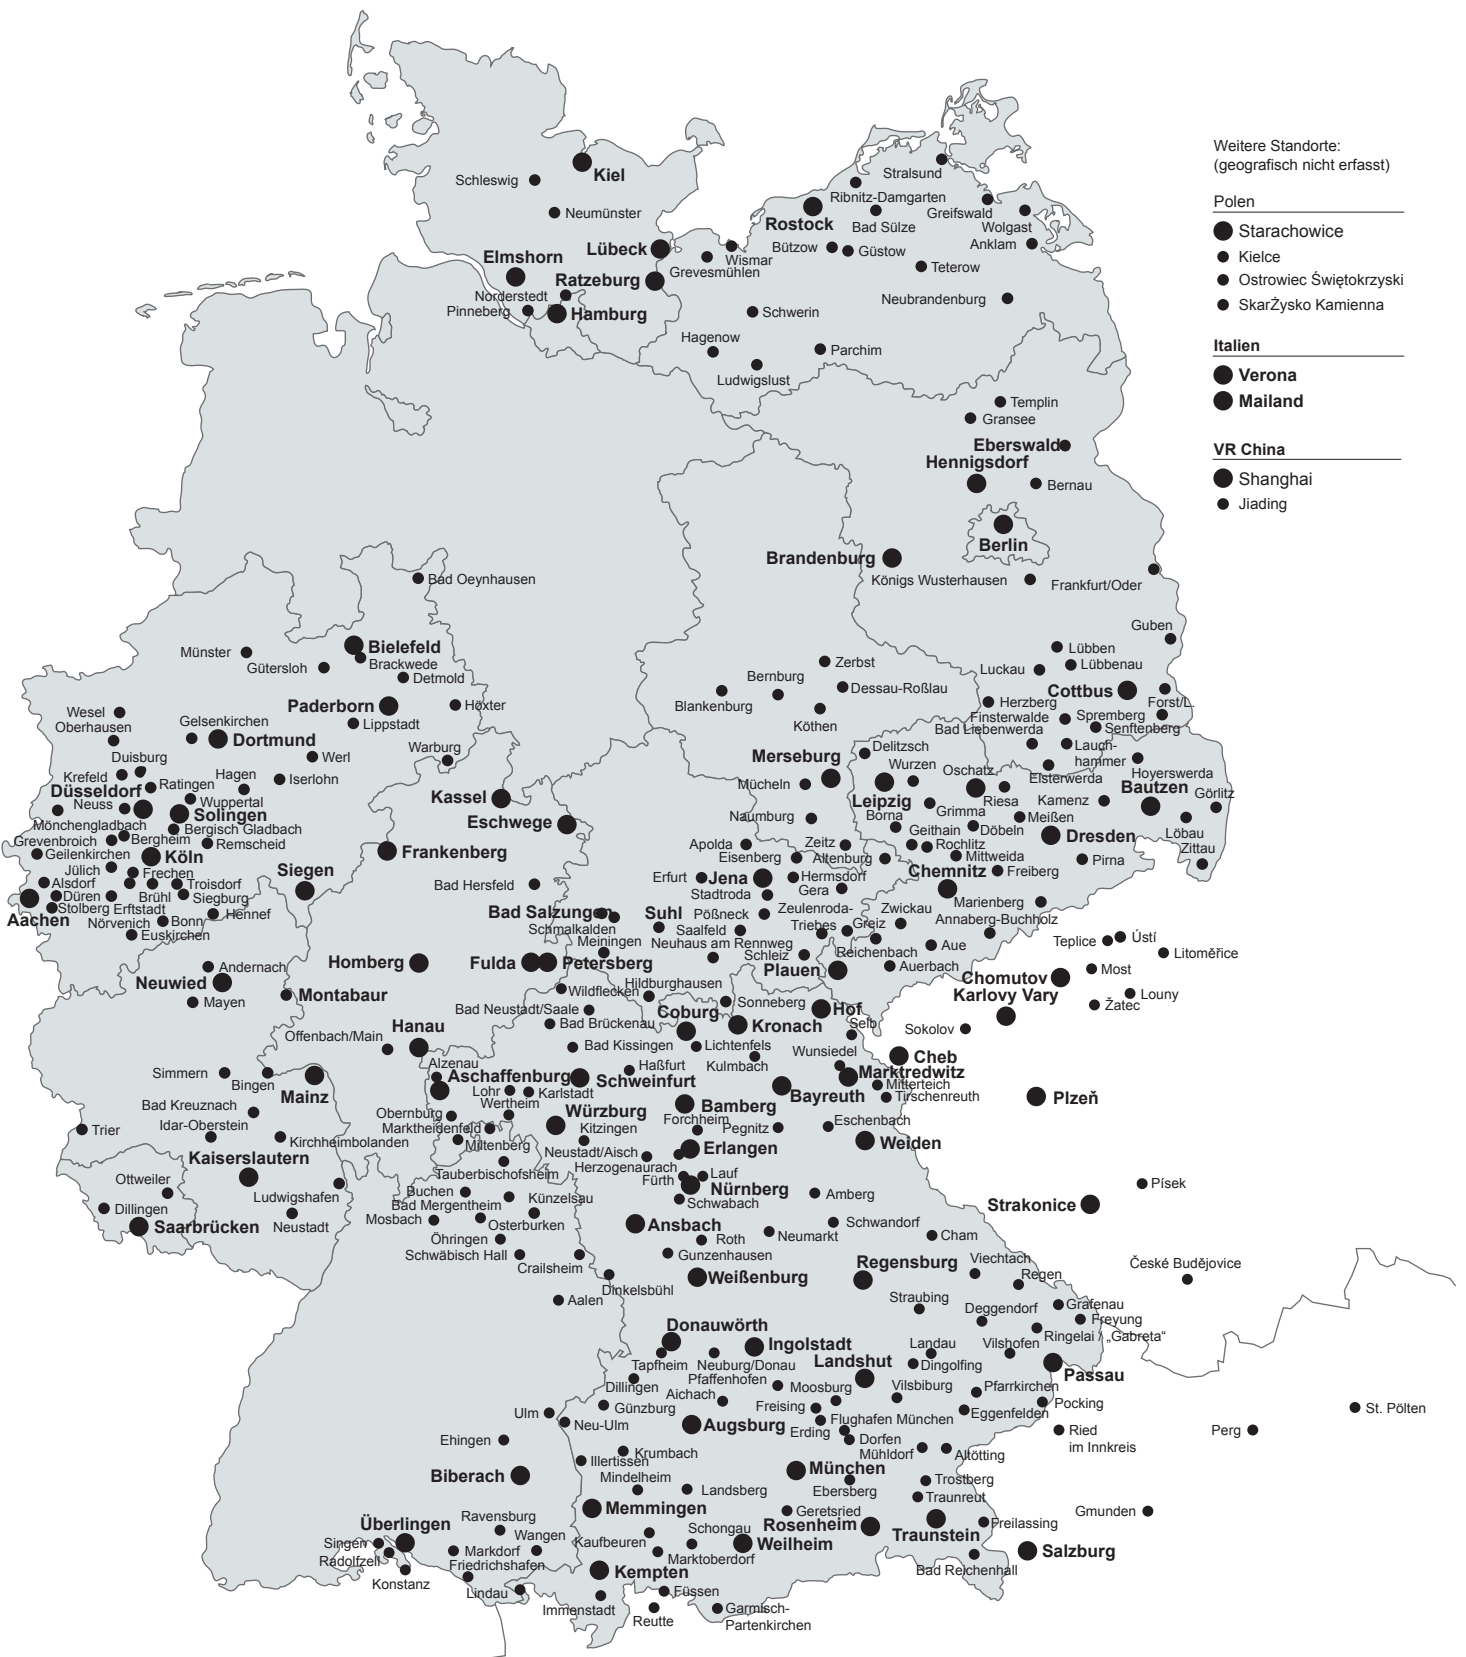 Weitere Standorte:
(geografisch nicht erfasst)
Polen
Starachowice
Kielce
Ostrowiec Świętokrzyski
SkarŻysko Kamienna
Italien
Verona
Mailand
VR China
Shanghai
Jiading
Stralsund
Schleswig
Kiel
Ribnitz-Damgarten
Neumünster
Rostock
Bad Sülze
Greifswald
Wolgast
Lübeck
Bützow
Güstow
Anklam
Elmshorn
Wismar
Grevesmühlen
Teterow
Ratzeburg
Norderstedt
Pinneberg
Hamburg
Schwerin
Neubrandenburg
Hagenow
Parchim
Ludwigslust
Templin
Gransee
Eberswald
Hennigsdorf
Bernau
Berlin
Brandenburg
Königs Wusterhausen
Frankfurt/Oder
Bad Oeynhausen
Guben
Münster
Bielefeld
Brackwede
Gütersloh
Detmold
Zerbst
Lübben
Lübbenau
Luckau
Bernburg
Dessau-Roßlau
Blankenburg
Köthen
Cottbus
Forst/L.
Herzberg
Finsterwalde
Spremberg
Senftenberg
Bad Liebenwerda
Wesel
Oberhausen
Gelsenkirchen
Dortmund
Paderborn
Lippstadt
Höxter
Warburg
Werl
Duisburg
Krefeld
Ratingen
Hagen
Iserlohn
Düsseldorf
Neuss
Wuppertal
Solingen
Mönchengladbach
Bergisch Gladbach
Grevenbroich
Bergheim
Remscheid
Geilenkirchen
Köln
Jülich
Frechen
Alsdorf
Düren
Brühl
Troisdorf
Siegburg
Stolberg
Erftstadt
Aachen
Nörvenich
Bonn
Hennef
Euskirchen
Siegen
Kassel
Eschwege
Frankenberg
Bad Hersfeld
Merseburg
Mücheln
Delitzsch
Wurzen
Oschatz
Lauch-
hammer
Elsterwerda
Hoyerswerda
Leipzig
Borna
Grimma
Riesa
Kamenz
Bautzen
Görlitz
Naumburg
Meißen
Geithain
Döbeln
Dresden
Löbau
Zittau
Apolda
Zeitz
Rochlitz
Eisenberg
Altenburg
Mittweida
Pirna
Erfurt
Jena
Hermsdorf
Chemnitz
Freiberg
Stadtroda
Gera
Marienberg
Bad Salzungen
Suhl
Pößneck
Zeulenroda-
Triebes
Zwickau
Annaberg-Buchholz
Schmalkalden
Saalfeld
Greiz
Meiningen
Neuhaus am Rennweg
Reichenbach
Aue
Schleiz
Auerbach
Plauen
Teplice
Ústí
Litoměřice
Most
Chomutov
Karlovy Vary
Louny
Žatec
Sokolov
Homberg
Fulda
Petersberg
Andernach
Neuwied
Mayen
Montabaur
Wildflecken
Hildburghausen
Sonneberg
Bad Neustadt/Saale
Coburg
Hof
Kronach
Selb
Hanau
Offenbach/Main
Bad Brückenau
Bad Kissingen
Lichtenfels
Kulmbach
Wunsiedel
Cheb
Simmern
Bingen
Mainz
Alzenau
Aschaffenburg
Haßfurt
Schweinfurt
Marktredwitz
Mitterteich
Tirschenreuth
Plzeň
Lohr
Karlstadt
Bayreuth
Bad Kreuznach
Obernburg
Wertheim
Bamberg
Würzburg
Forchheim
Pegnitz
Eschenbach
Trier
Idar-Oberstein
Marktheidenfeld
Kitzingen
Kirchheimbolanden
Miltenberg
Erlangen
Weiden
Neustadt/Aisch
Kaiserslautern
Tauberbischofsheim
Herzogenaurach
Fürth
Lauf
Nürnberg
Ottweiler
Ludwigshafen
Buchen
Künzelsau
Schwabach
Amberg
Písek
Dillingen
Bad Mergentheim
Strakonice
Saarbrücken
Neustadt
Mosbach
Osterburken
Ansbach
Schwandorf
Öhringen
Roth
Neumarkt
Cham
Schwäbisch Hall
Crailsheim
Gunzenhausen
Regensburg
Viechtach
České Budějovice
Weißenburg
Regen
Dinkelsbühl
Aalen
Straubing
Deggendorf
Grafenau
Freyung
Ringelai / „Gabreta“
Donauwörth
Ingolstadt
Landau
Vilshofen
Tapfheim
Neuburg/Donau
Landshut
Dingolfing
Passau
Dillingen
Pfaffenhofen
Moosburg
Vilsbiburg
Pfarrkirchen
Aichach
Pocking
Ulm
Günzburg
Freising
Eggenfelden
St. Pölten
Neu-Ulm
Augsburg
Flughafen München
Erding
Dorfen
Ried
im Innkreis
Perg
Ehingen
Krumbach
Mühldorf
Altötting
Illertissen
Biberach
Mindelheim
München
Landsberg
Ebersberg
Trostberg
Traunreut
Memmingen
Geretsried
Gmunden
Ravensburg
Überlingen
Schongau
Rosenheim
Traunstein
Freilassing
Singen
Wangen
Kaufbeuren
Weilheim
Salzburg
Radolfzell
Markdorf
Marktoberdorf
Friedrichshafen
Kempten
Bad Reichenhall
Konstanz
Lindau
Füssen
Immenstadt
Reutte
Garmisch-
Partenkirchen